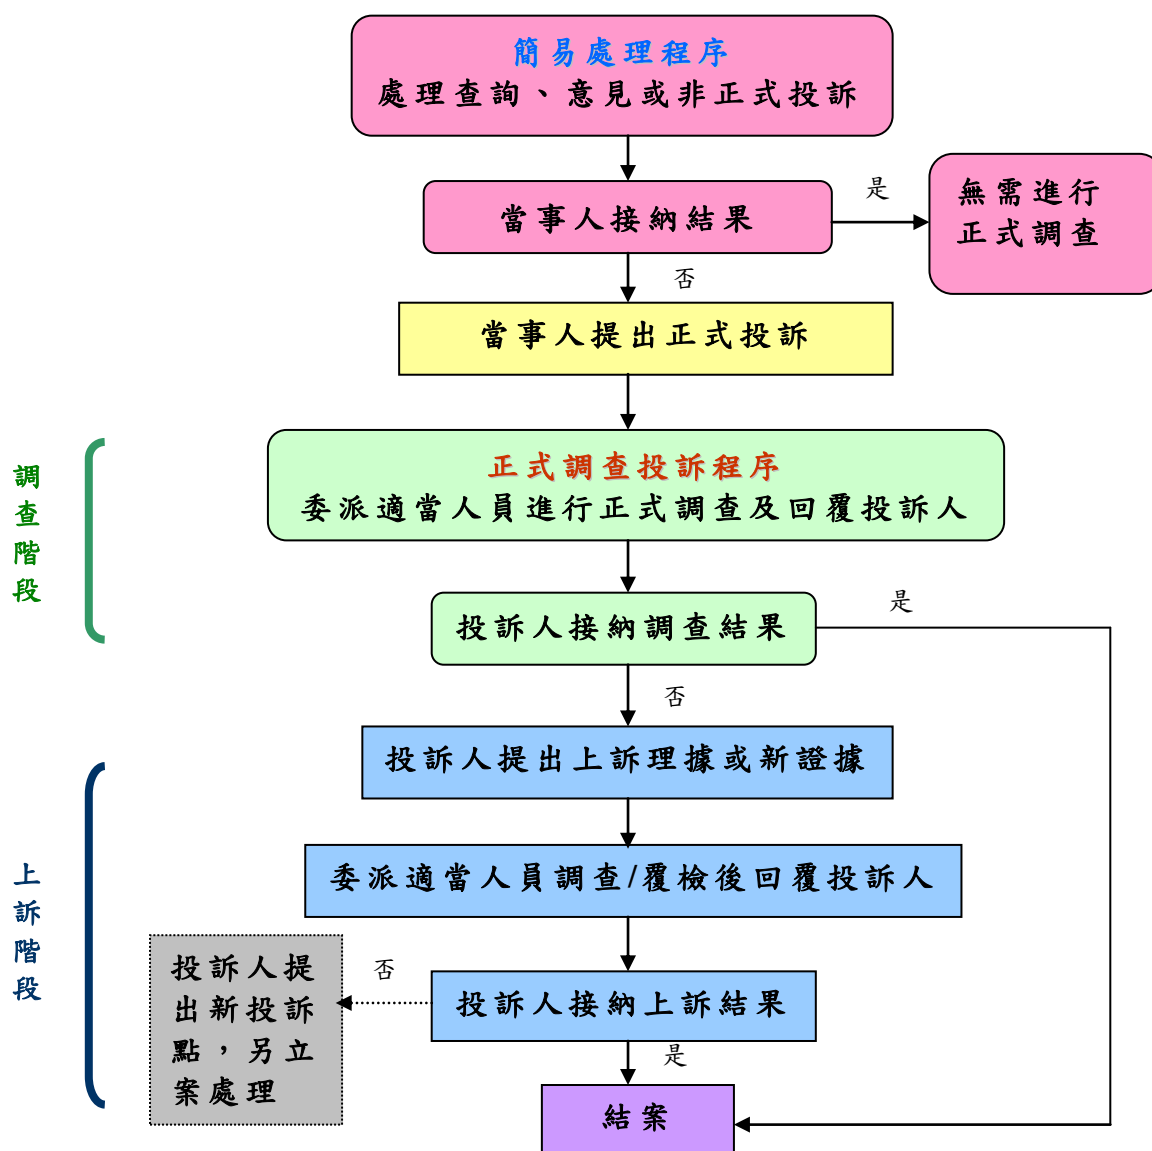 簡易處理程序
處理查詢、意見或非正式投訴
當事人接納結果
是
無需進行
正式調查
否
當事人提出正式投訴
調
查
階
段
正式調查投訴程序
委派適當人員進行正式調查及回覆投訴人
投訴人接納調查結果
是
否
投訴人提出上訴理據或新證據
上
訴
階
段
委派適當人員調查/覆檢後回覆投訴人
投訴人接納上訴結果
否
投訴人提
出新投訴
點，另立
案處理
是
結案